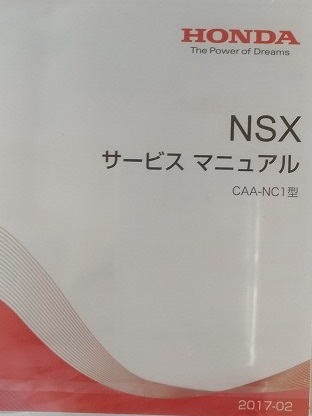 HONDA
The Power of Dreams
NSX
サービス マニュアル
CAA-NC1型
2017-02